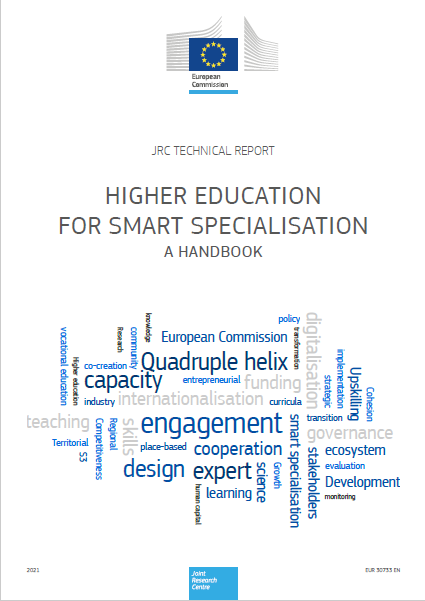 European
Commission
JRC TECHNICAL REPORT
HIGHER EDUCATION
FOR SMART SPECIALISATION
A HANDBOOK
knowledge
policy
digitalisation
vocational education
Higher education
Research
community
European Commission
transformation
co-creation
Quadruple helix
implementation
strategic
Upskilling
Cohesion
capacity
entrepreneurial
funding
industry
internationalisation
curricula
teaching
Competitiveness
Regional
skills
engagement
smart specialisation
transition
governance
Territorial
S3
place-based
cooperation
stakeholders
ecosystem
design
expert
science
Growth
evaluation
human capital
learning
Development
monitoring
2021
EUR 30733 EN
Joint
Research
Centre